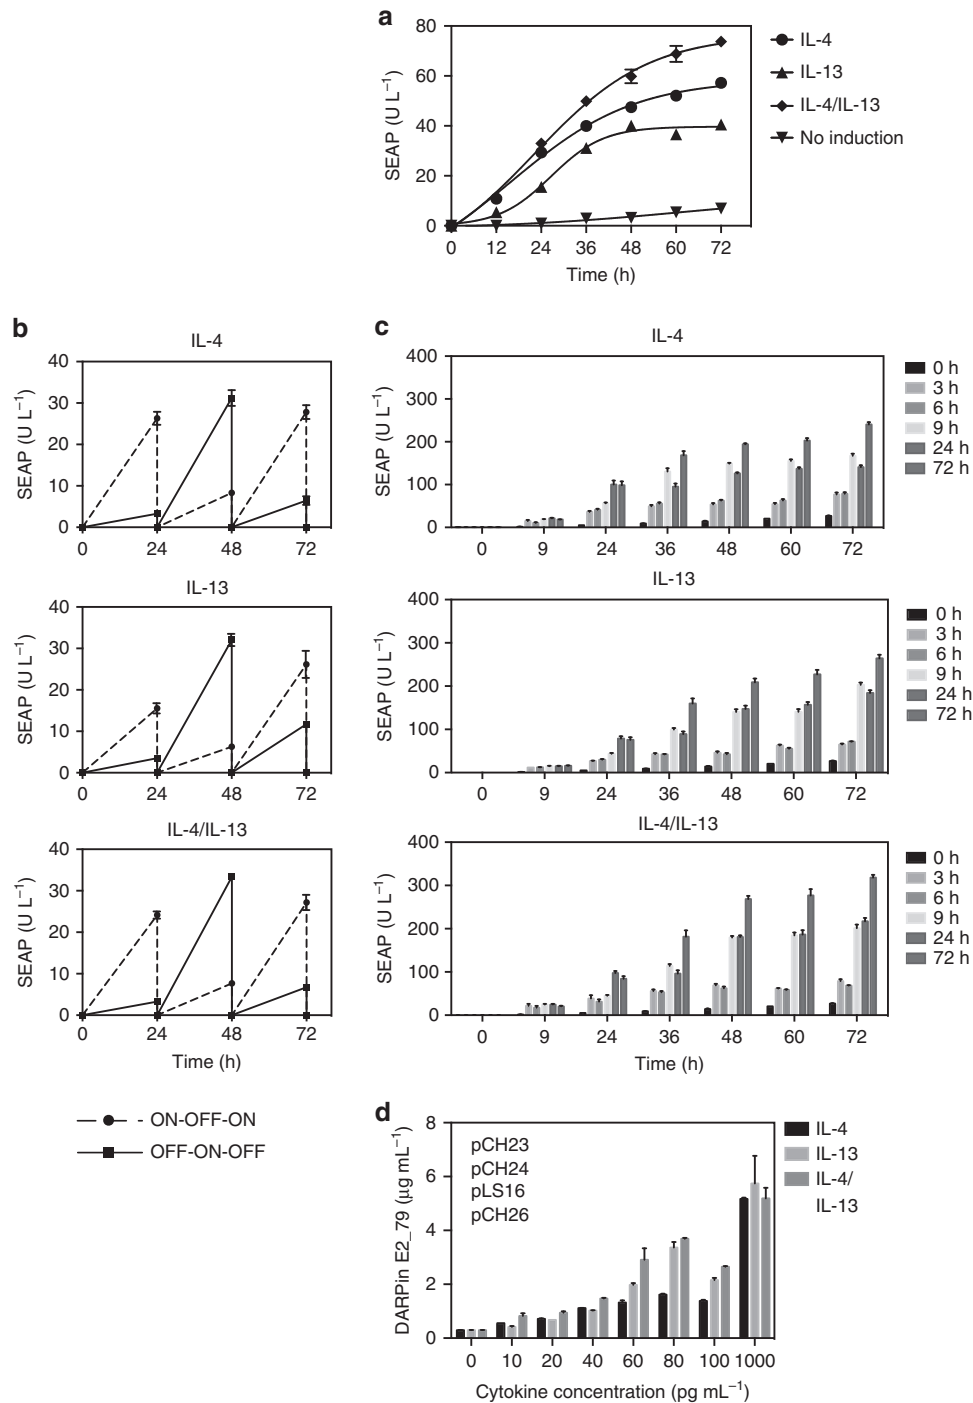 a
80
60
40
20
0
SEAP (U L⁻¹)
0 12 24 36 48 60 72
Time (h)
IL-4
IL-13
IL-4/IL-13
No induction
b
IL-4
40
30
20
10
0
SEAP (U L⁻¹)
0 24 48 72
IL-13
40
30
20
10
0
SEAP (U L⁻¹)
0 24 48 72
IL-4/IL-13
40
30
20
10
0
SEAP (U L⁻¹)
0 24 48 72
Time (h)
ON-OFF-ON
OFF-ON-OFF
c
IL-4
400
300
200
100
0
SEAP (U L⁻¹)
0 9 24 36 48 60 72
0 h
3 h
6 h
9 h
24 h
72 h
IL-13
400
300
200
100
0
SEAP (U L⁻¹)
0 9 24 36 48 60 72
0 h
3 h
6 h
9 h
24 h
72 h
IL-4/IL-13
400
300
200
100
0
SEAP (U L⁻¹)
0 9 24 36 48 60 72
Time (h)
0 h
3 h
6 h
9 h
24 h
72 h
d
8
6
4
2
0
DARPin E2_79 (μg mL⁻¹)
pCH23
pCH24
pLS16
pCH26
0 10 20 40 60 80 100 1000
Cytokine concentration (pg mL⁻¹)
IL-4
IL-13
IL-4/
IL-13